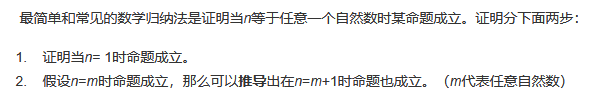 最简单和常见的数学归纳法是证明当n等于任意一个自然数时某命题成立。证明分下面两步：
1. 证明当n= 1时命题成立。
2. 假设n=m时命题成立，那么可以推导出在n=m+1时命题也成立。（m代表任意自然数）